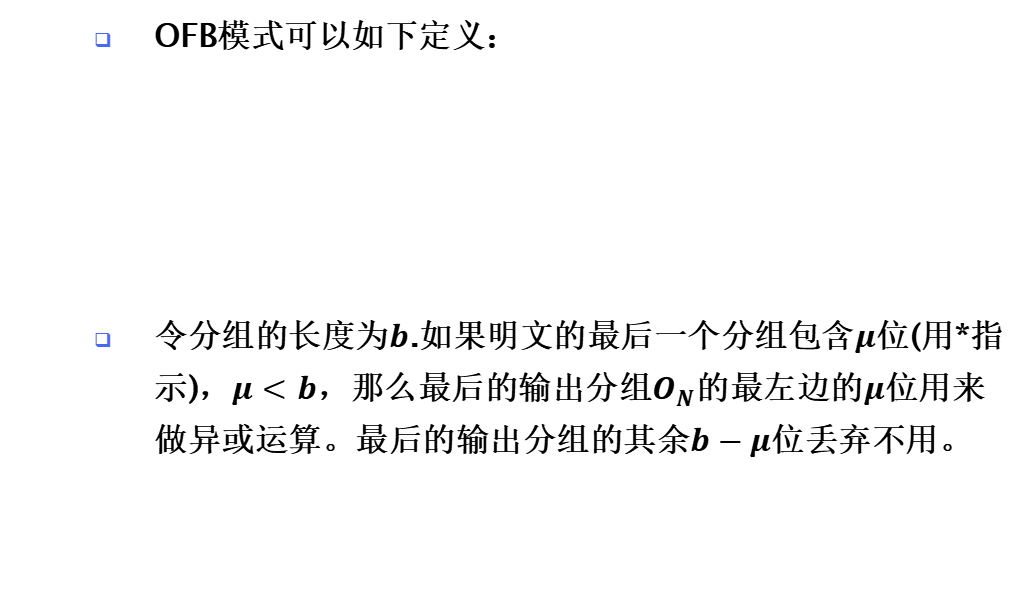 OFB模式可以如下定义：
令分组的长度为b.如果明文的最后一个分组包含μ位(用*指
示)，μ < b，那么最后的输出分组O_N的最左边的μ位用来
做异或运算。最后的输出分组的其余b − μ位丢弃不用。